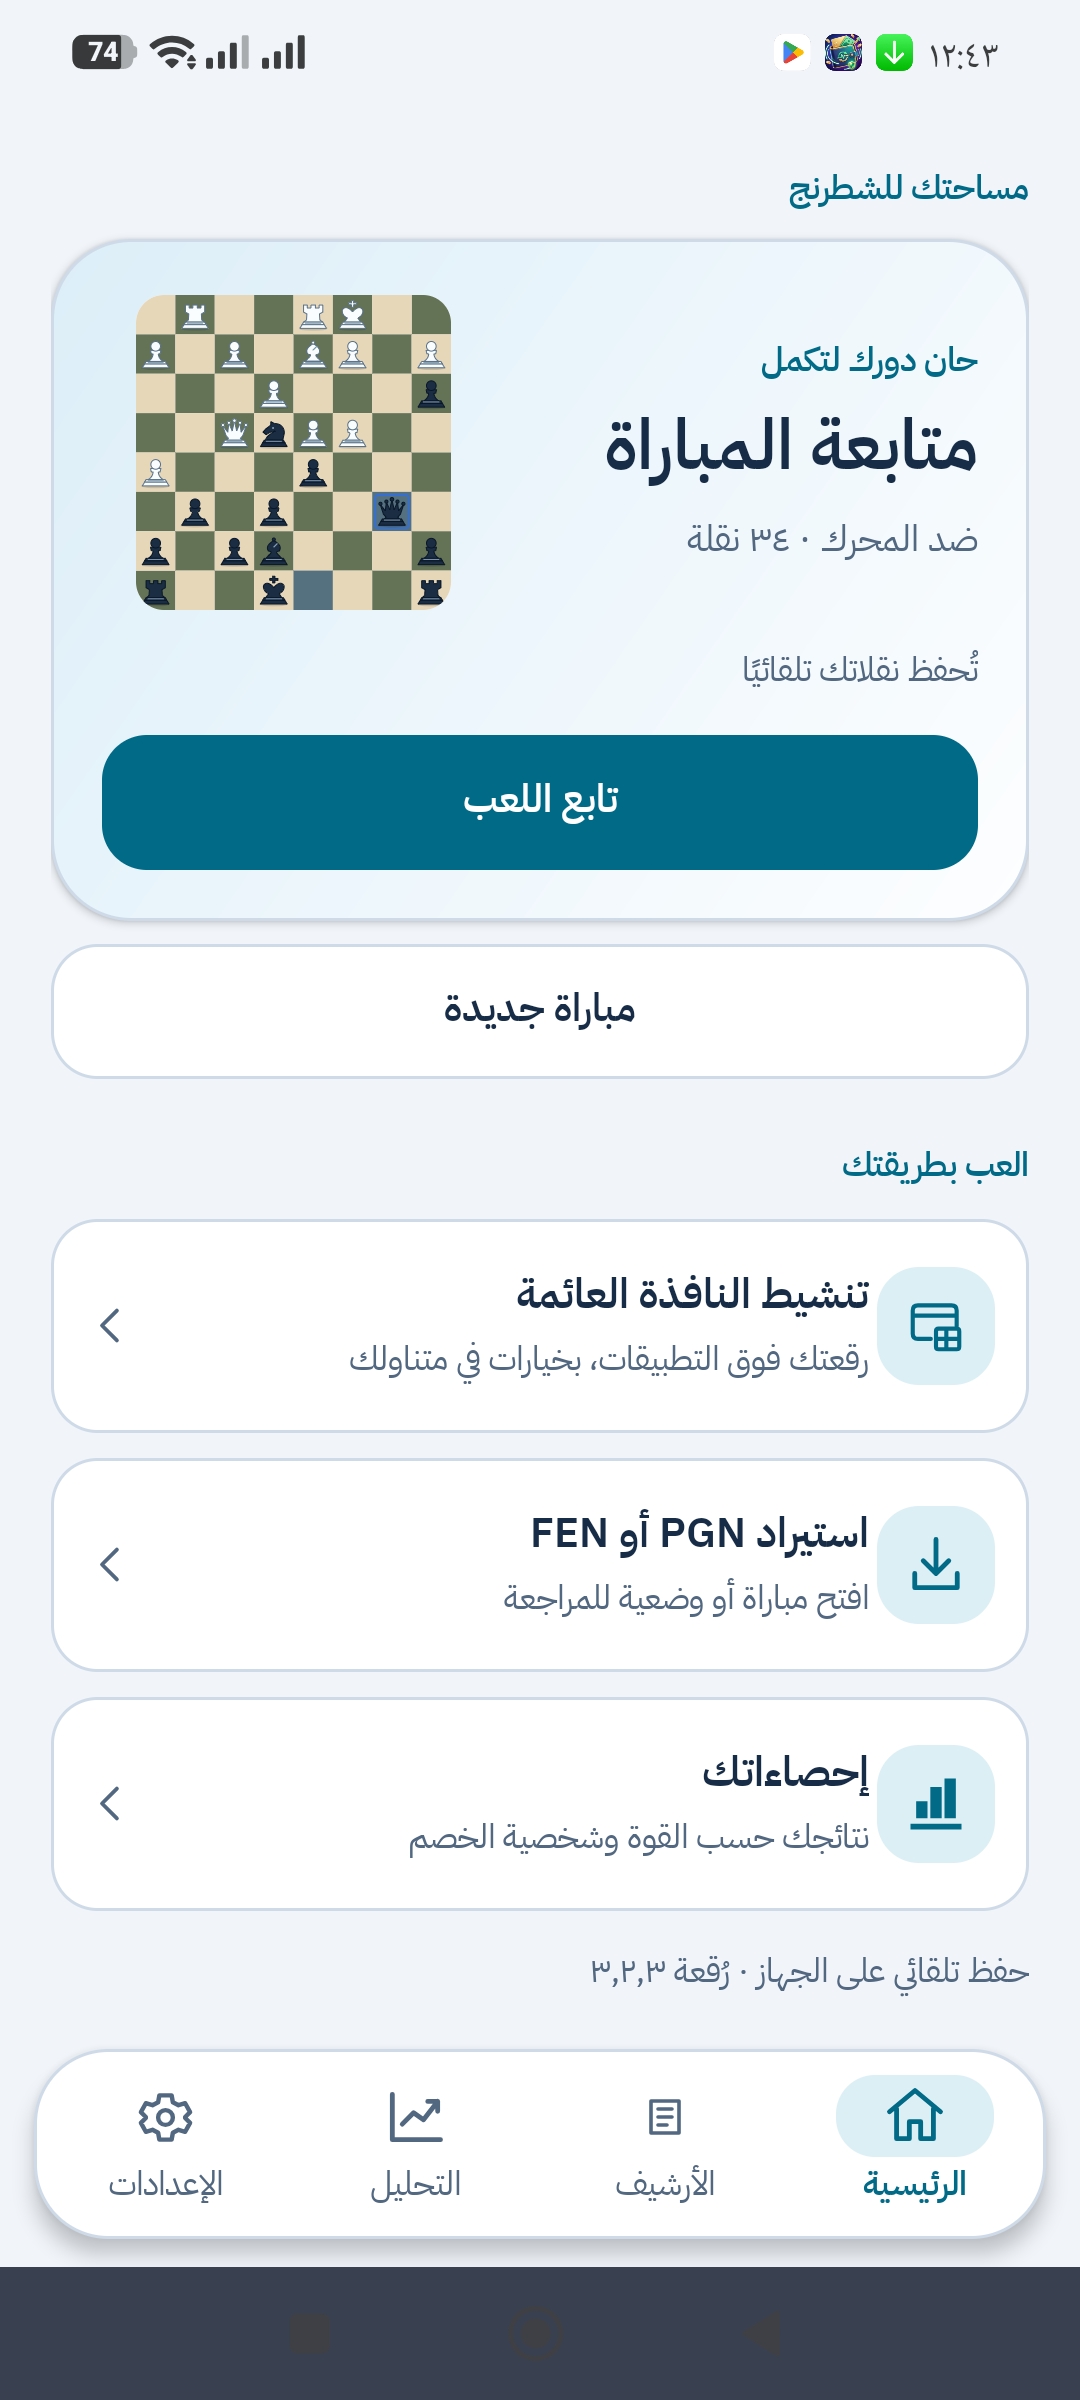 74
١٢:٤٣
مساحتك للشطرنج
حان دورك لتكمل
متابعة المباراة
ضد المحرك · ٣٤ نقلة
تُحفظ نقلاتك تلقائيًا
تابع اللعب
مباراة جديدة
العب بطريقتك
تنشيط النافذة العائمة
رقعتك فوق التطبيقات، بخيارات في متناولك
استيراد PGN أو FEN
افتح مباراة أو وضعية للمراجعة
إحصاءاتك
نتائجك حسب القوة وشخصية الخصم
حفظ تلقائي على الجهاز · رُقعة ٣,٢,٣
الرئيسية
الأرشيف
التحليل
الإعدادات